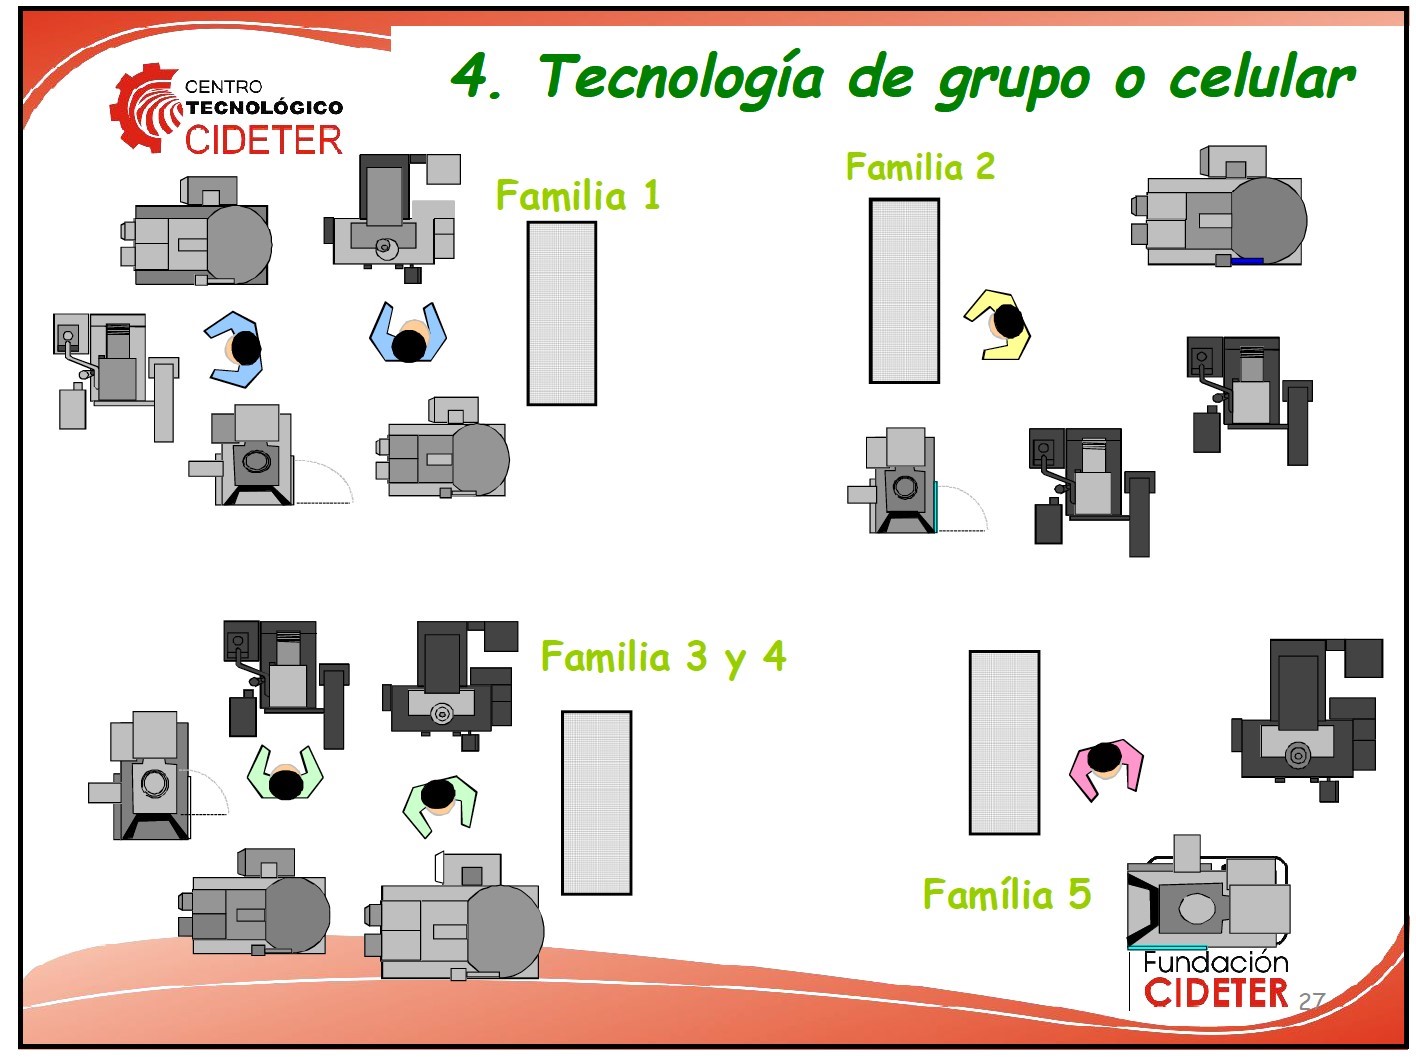 4. Tecnología de grupo o celular
CENTRO
TECNOLÓGICO
CIDETER
Familia 1
Familia 2
Familia 3 y 4
Família 5
Fundación
CIDETER
27